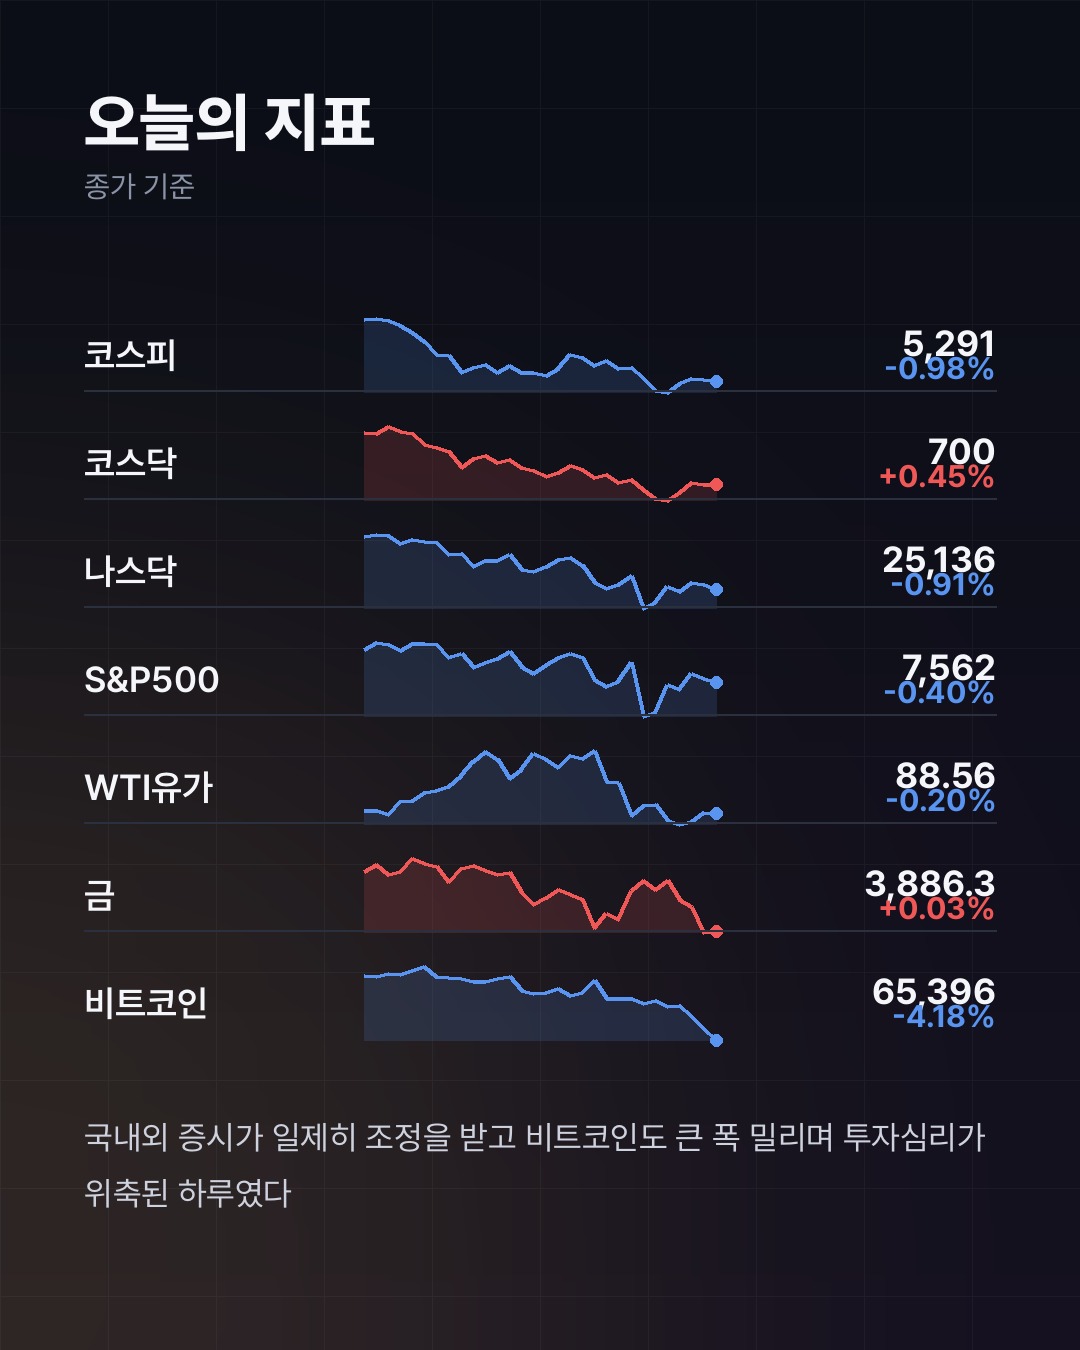 오늘의 지표
종가 기준
코스피
5,291
-0.98%
코스닥
700
+0.45%
나스닥
25,136
-0.91%
S&P500
7,562
-0.40%
WTI유가
88.56
-0.20%
금
3,886.3
+0.03%
비트코인
65,396
-4.18%
국내외 증시가 일제히 조정을 받고 비트코인도 큰 폭 밀리며 투자심리가
위축된 하루였다